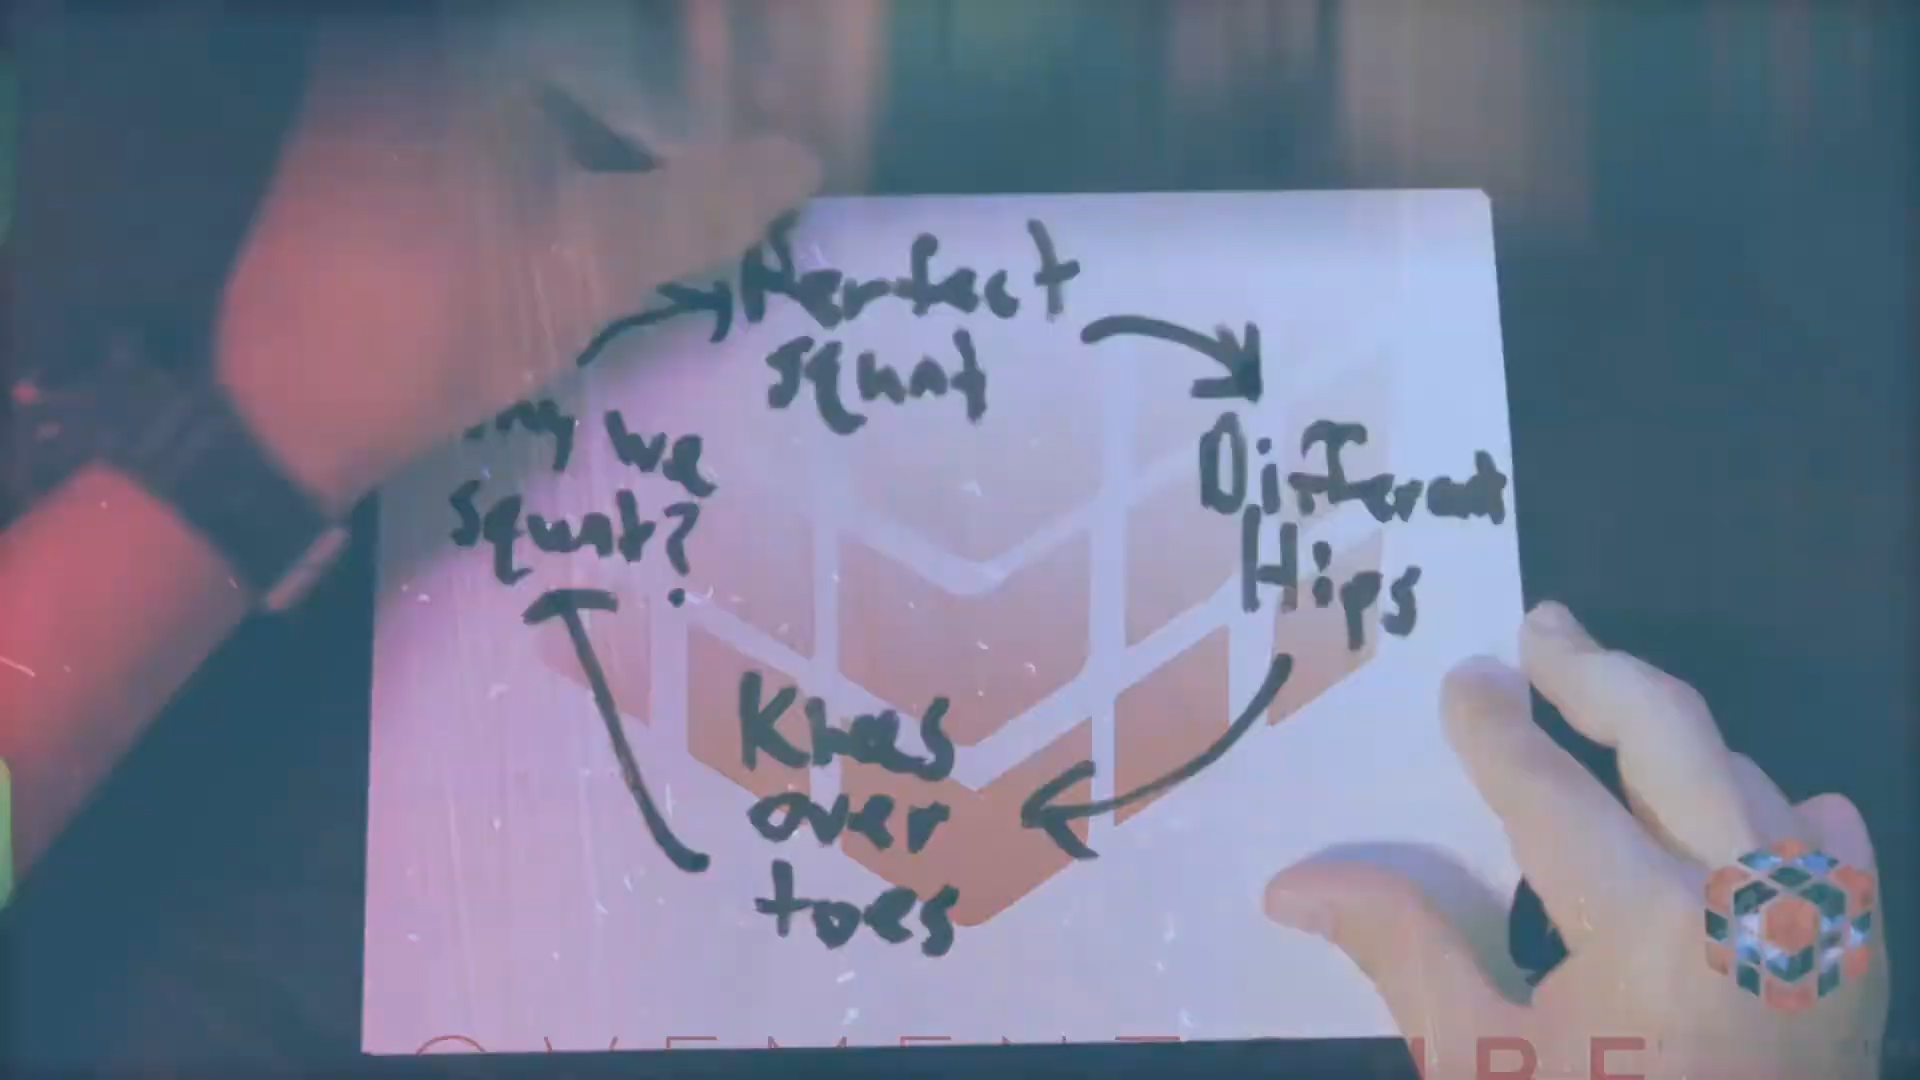 Perfect
squat
we
squat?
Different
Hips
Knees
over
toes